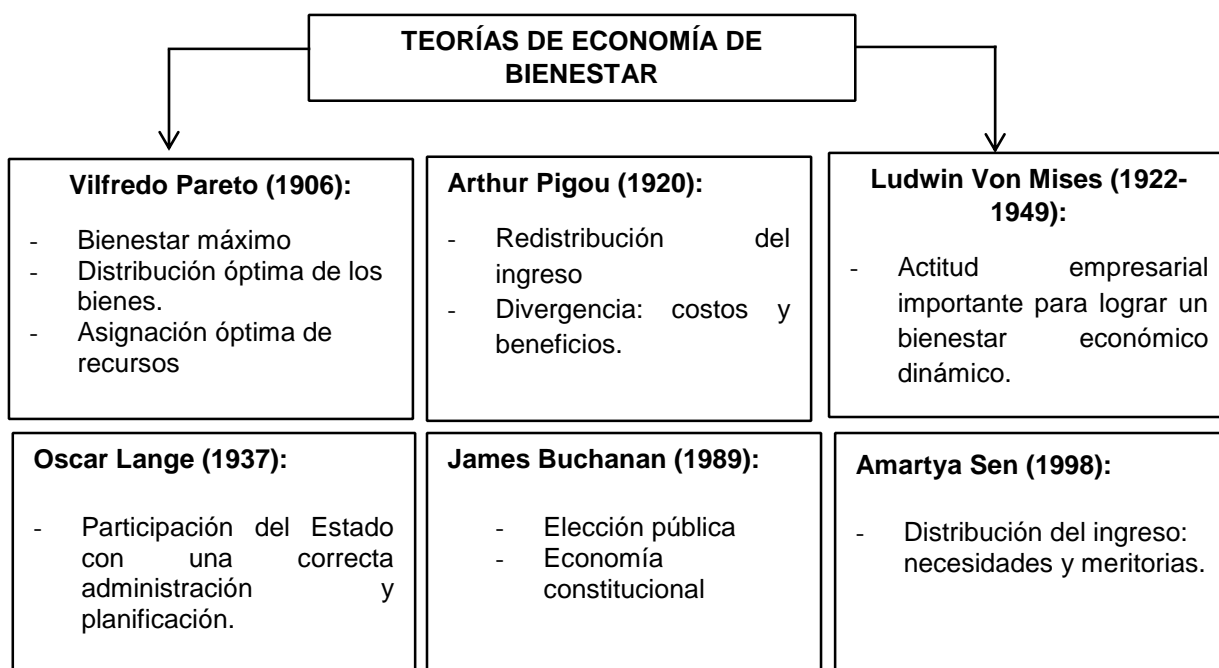 TEORÍAS DE ECONOMÍA DE
BIENESTAR
Vilfredo Pareto (1906):
- Bienestar máximo
- Distribución óptima de los
bienes.
- Asignación óptima de
recursos
Arthur Pigou (1920):
- Redistribución del
ingreso
- Divergencia: costos y
beneficios.
Ludwin Von Mises (1922-
1949):
- Actitud empresarial
importante para lograr un
bienestar económico
dinámico.
Oscar Lange (1937):
- Participación del Estado
con una correcta
administración y
planificación.
James Buchanan (1989):
- Elección pública
- Economía
constitucional
Amartya Sen (1998):
- Distribución del ingreso:
necesidades y meritorias.